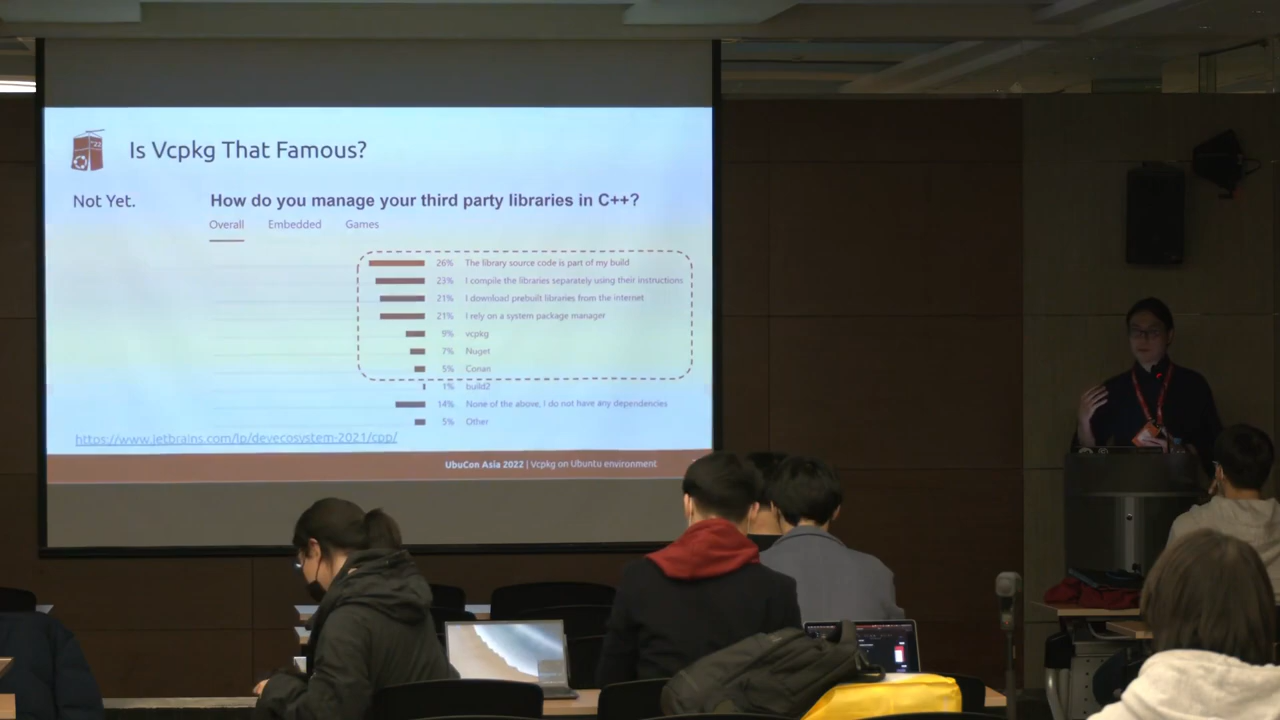 '22
Is Vcpkg That Famous?
Not Yet.
How do you manage your third party libraries in C++?
Overall Embedded Games
26% The library source code is part of my build
23% I compile the libraries separately using their instructions
21% I download prebuilt libraries from the internet
21% I rely on a system package manager
9% vcpkg
7% Nuget
5% Conan
1% build2
14% None of the above, I do not have any dependencies
5% Other
https://www.jetbrains.com/lp/devecosystem-2021/cpp/
UbuCon Asia 2022 | Vcpkg on Ubuntu environment